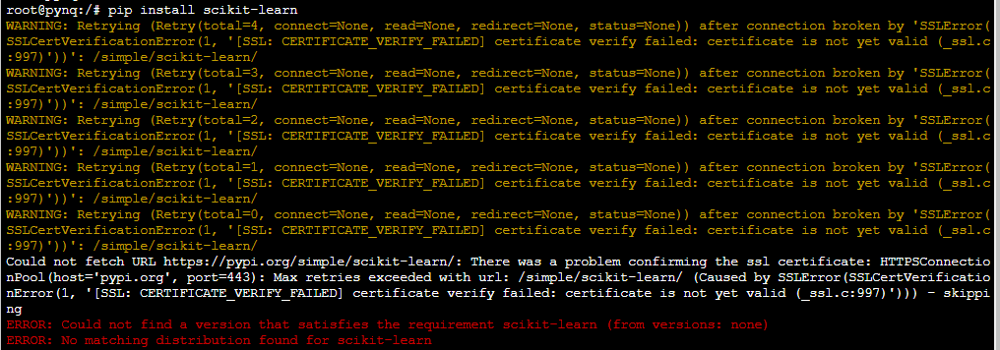 root@pynq:/# pip install scikit-learn
WARNING: Retrying (Retry(total=4, connect=None, read=None, redirect=None, status=None)) after connection broken by 'SSLError(
SSLCertVerificationError(1, '[SSL: CERTIFICATE_VERIFY_FAILED] certificate verify failed: certificate is not yet valid (_ssl.c
:997)'))': /simple/scikit-learn/
WARNING: Retrying (Retry(total=3, connect=None, read=None, redirect=None, status=None)) after connection broken by 'SSLError(
SSLCertVerificationError(1, '[SSL: CERTIFICATE_VERIFY_FAILED] certificate verify failed: certificate is not yet valid (_ssl.c
:997)'))': /simple/scikit-learn/
WARNING: Retrying (Retry(total=2, connect=None, read=None, redirect=None, status=None)) after connection broken by 'SSLError(
SSLCertVerificationError(1, '[SSL: CERTIFICATE_VERIFY_FAILED] certificate verify failed: certificate is not yet valid (_ssl.c
:997)'))': /simple/scikit-learn/
WARNING: Retrying (Retry(total=1, connect=None, read=None, redirect=None, status=None)) after connection broken by 'SSLError(
SSLCertVerificationError(1, '[SSL: CERTIFICATE_VERIFY_FAILED] certificate verify failed: certificate is not yet valid (_ssl.c
:997)'))': /simple/scikit-learn/
WARNING: Retrying (Retry(total=0, connect=None, read=None, redirect=None, status=None)) after connection broken by 'SSLError(
SSLCertVerificationError(1, '[SSL: CERTIFICATE_VERIFY_FAILED] certificate verify failed: certificate is not yet valid (_ssl.c
:997)'))': /simple/scikit-learn/
Could not fetch URL https://pypi.org/simple/scikit-learn/: There was a problem confirming the ssl certificate: HTTPSConnectio
nPool(host='pypi.org', port=443): Max retries exceeded with url: /simple/scikit-learn/ (Caused by SSLError(SSLCertVerificatio
nError(1, '[SSL: CERTIFICATE_VERIFY_FAILED] certificate verify failed: certificate is not yet valid (_ssl.c:997)'))) - skippi
ng
ERROR: Could not find a version that satisfies the requirement scikit-learn (from versions: none)
ERROR: No matching distribution found for scikit-learn